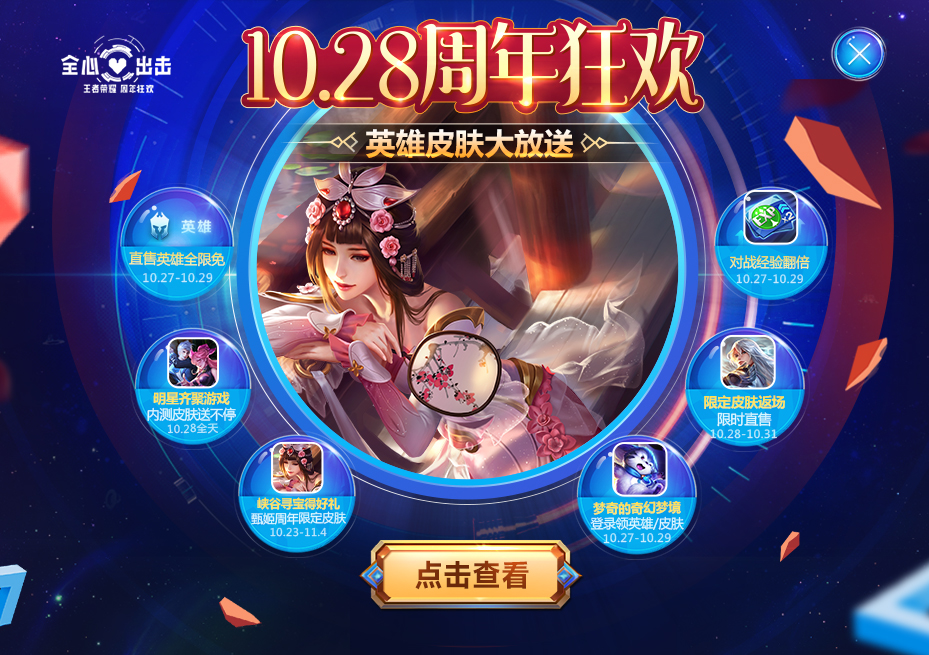 10.28周年狂欢
全心出击
王者荣耀 周年狂欢
英雄皮肤大放送
英雄
直售英雄全限免
10.27-10.29
EXP
×2
对战经验翻倍
10.27-10.29
明星齐聚游戏
内测皮肤送不停
10.28全天
限定皮肤返场
限时直售
10.28-10.31
峡谷寻宝得好礼
甄姬周年限定皮肤
10.23-11.4
梦奇的奇幻梦境
登录领英雄/皮肤
10.27-10.29
点击查看